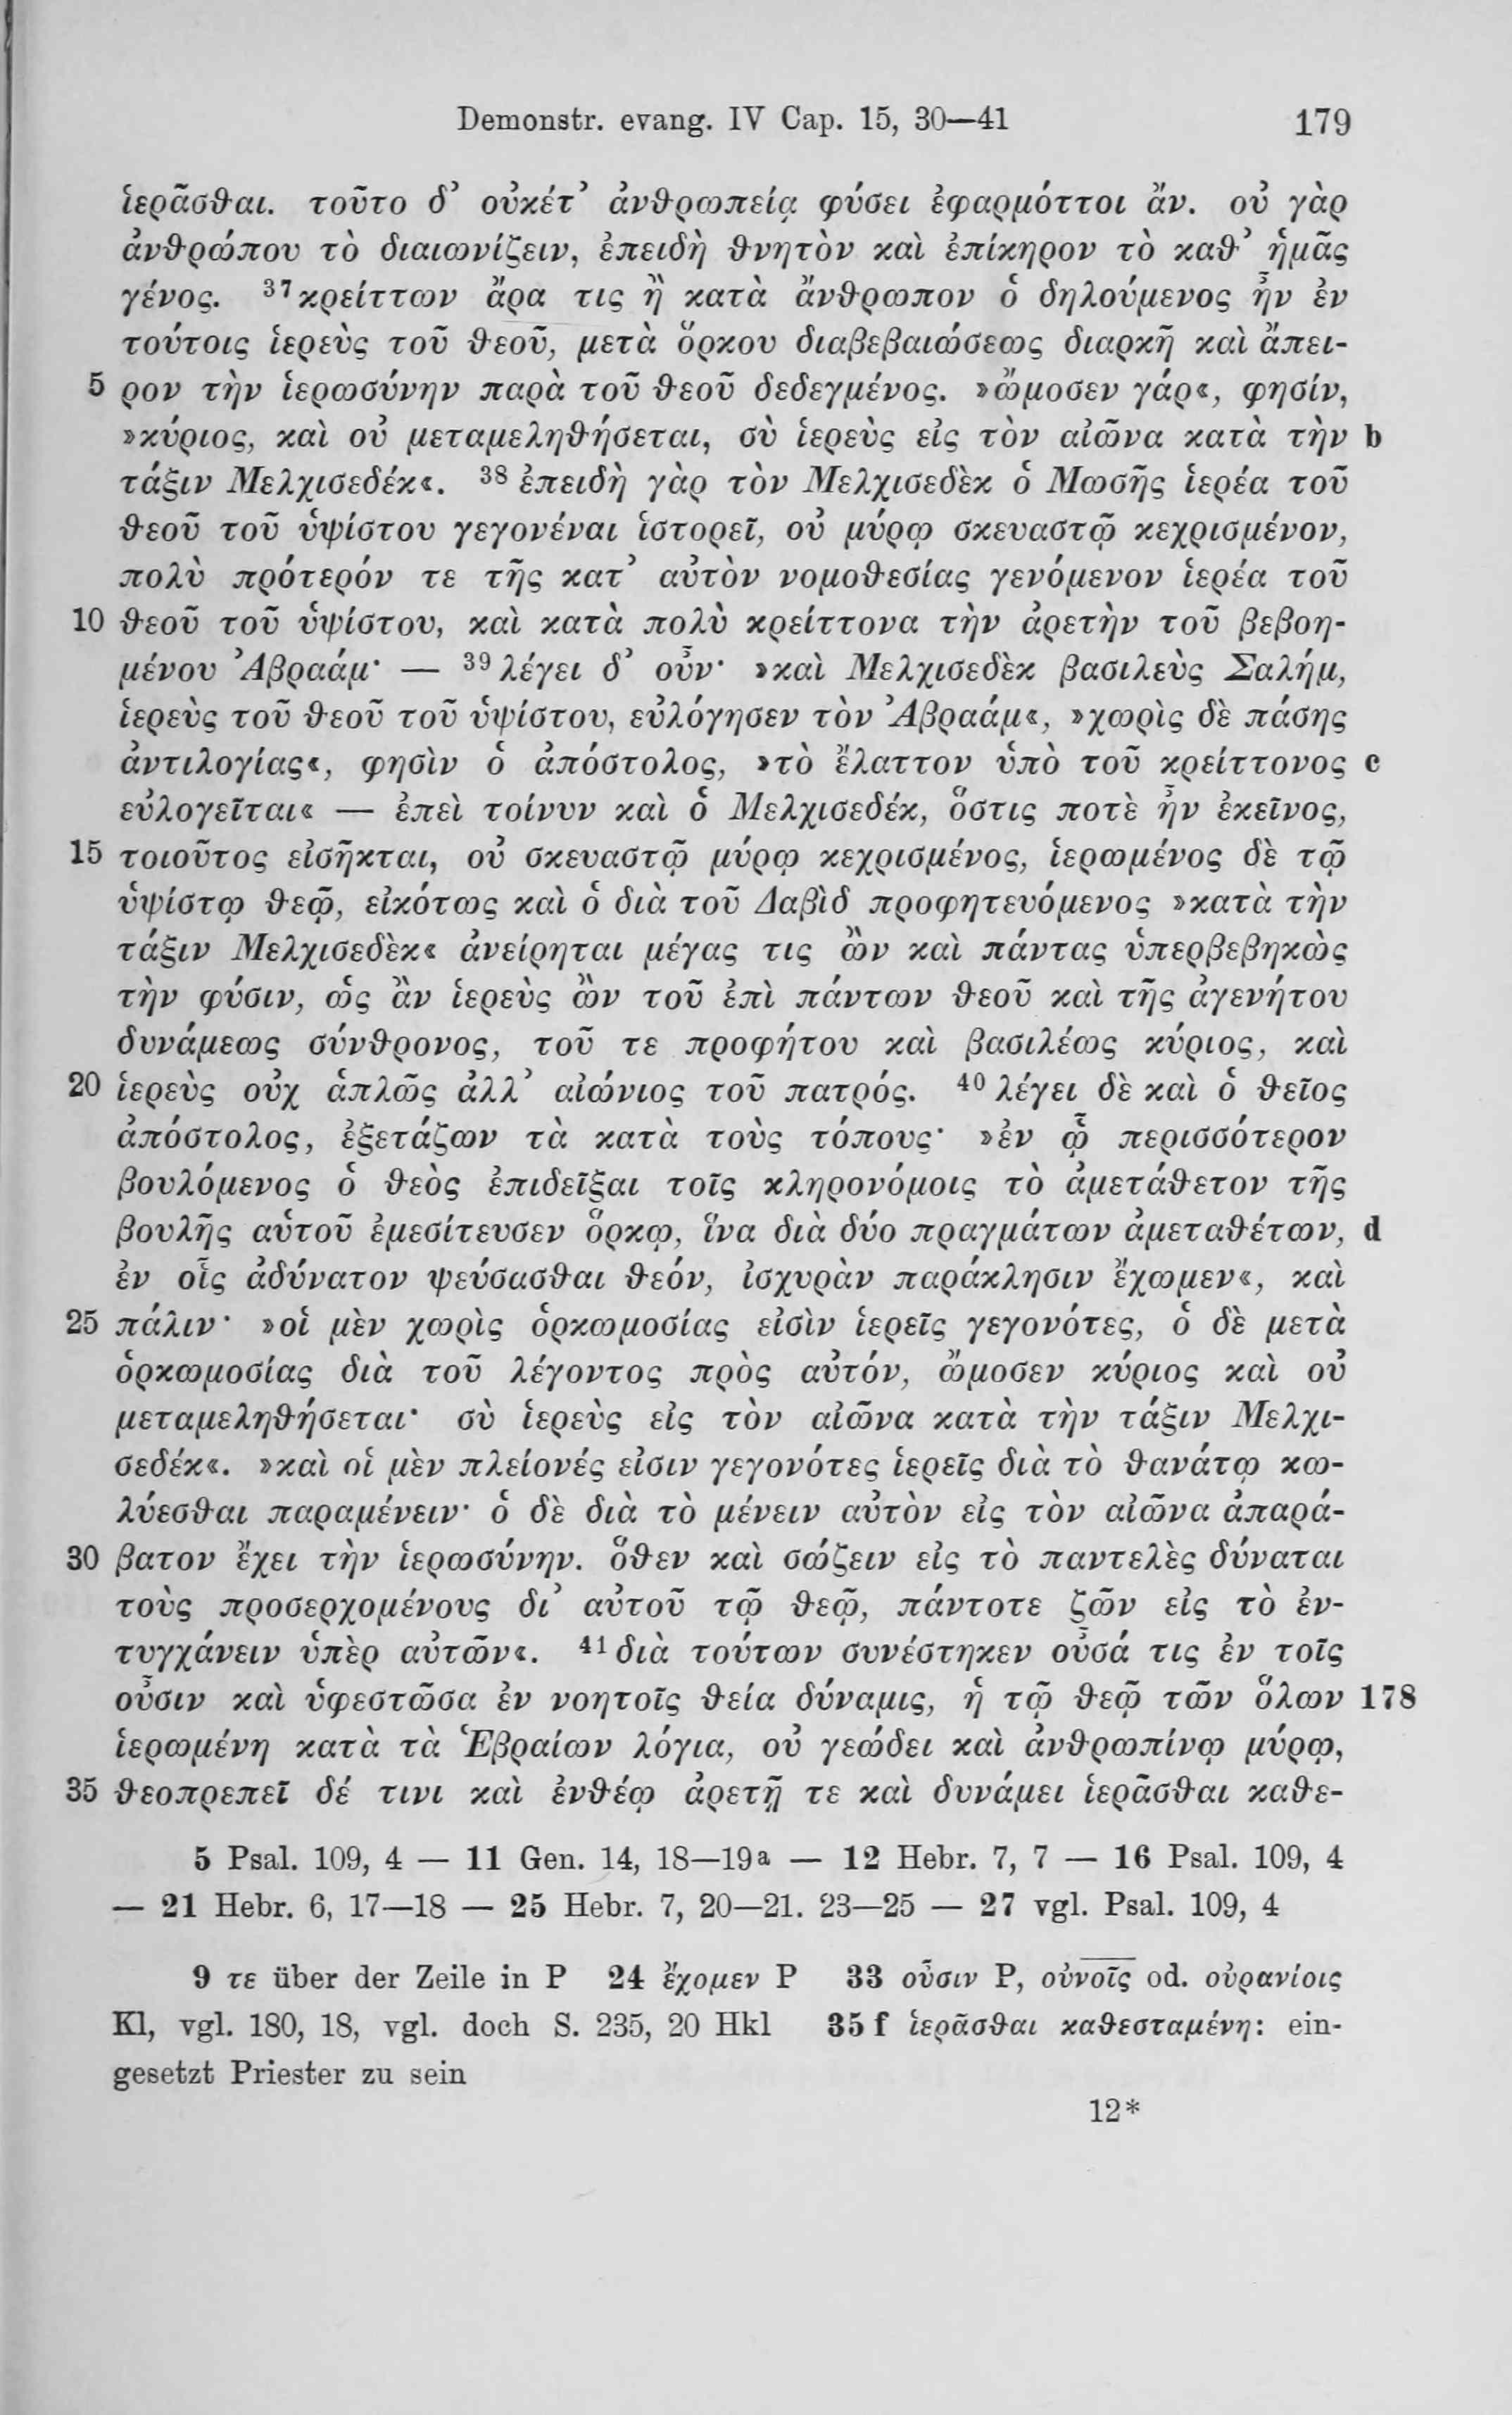 Demonstr. evang. IV Cap. 15, 30—41 179
ἱερᾶσθαι. τοῦτο δ᾽ οὐκέτ᾽ ἀνθρωπείᾳ φύσει ἐφαρμόττοι ἄν. οὐ γὰρ
ἀνθρώπου τὸ διαιωνίζειν, ἐπειδὴ θνητὸν καὶ ἐπίκηρον τὸ καθ᾽ ἡμᾶς
γένος. ³⁷ κρείττων ἄρα τις ἢ κατὰ ἄνθρωπον ὁ δηλούμενος ἦν ἐν
τούτοις ἱερεὺς τοῦ θεοῦ, μετὰ ὅρκου διαβεβαιώσεως διαρκῆ καὶ ἄπει-
5 ρον τὴν ἱερωσύνην παρὰ τοῦ θεοῦ δεδεγμένος. »ὤμοσεν γάρ«, φησίν,
»κύριος, καὶ οὐ μεταμεληθήσεται, σὺ ἱερεὺς εἰς τὸν αἰῶνα κατὰ τὴν b
τάξιν Μελχισεδέκ«. ³⁸ ἐπειδὴ γὰρ τὸν Μελχισεδὲκ ὁ Μωσῆς ἱερέα τοῦ
θεοῦ τοῦ ὑψίστου γεγονέναι ἱστορεῖ, οὐ μύρῳ σκευαστῷ κεχρισμένον,
πολὺ πρότερόν τε τῆς κατ᾽ αὐτὸν νομοθεσίας γενόμενον ἱερέα τοῦ
10 θεοῦ τοῦ ὑψίστου, καὶ κατὰ πολὺ κρείττονα τὴν ἀρετὴν τοῦ βεβοη-
μένου Ἀβραάμ· — ³⁹ λέγει δ᾽ οὖν· »καὶ Μελχισεδὲκ βασιλεὺς Σαλήμ,
ἱερεὺς τοῦ θεοῦ τοῦ ὑψίστου, εὐλόγησεν τὸν Ἀβραάμ«, »χωρὶς δὲ πάσης
ἀντιλογίας«, φησὶν ὁ ἀπόστολος, »τὸ ἔλαττον ὑπὸ τοῦ κρείττονος c
εὐλογεῖται« — ἐπεὶ τοίνυν καὶ ὁ Μελχισεδέκ, ὅστις ποτὲ ἦν ἐκεῖνος,
15 τοιοῦτος εἰσῆκται, οὐ σκευαστῷ μύρῳ κεχρισμένος, ἱερωμένος δὲ τῷ
ὑψίστῳ θεῷ, εἰκότως καὶ ὁ διὰ τοῦ Δαβὶδ προφητευόμενος »κατὰ τὴν
τάξιν Μελχισεδὲκ« ἀνείρηται μέγας τις ὢν καὶ πάντας ὑπερβεβηκὼς
τὴν φύσιν, ὡς ἂν ἱερεὺς ὢν τοῦ ἐπὶ πάντων θεοῦ καὶ τῆς ἀγενήτου
δυνάμεως σύνθρονος, τοῦ τε προφήτου καὶ βασιλέως κύριος, καὶ
20 ἱερεὺς οὐχ ἁπλῶς ἀλλ᾽ αἰώνιος τοῦ πατρός. ⁴⁰ λέγει δὲ καὶ ὁ θεῖος
ἀπόστολος, ἐξετάζων τὰ κατὰ τοὺς τόπους· »ἐν ᾧ περισσότερον
βουλόμενος ὁ θεὸς ἐπιδεῖξαι τοῖς κληρονόμοις τὸ ἀμετάθετον τῆς
βουλῆς αὑτοῦ ἐμεσίτευσεν ὅρκῳ, ἵνα διὰ δύο πραγμάτων ἀμεταθέτων, d
ἐν οἷς ἀδύνατον ψεύσασθαι θεόν, ἰσχυρὰν παράκλησιν ἔχωμεν«, καὶ
25 πάλιν· »οἱ μὲν χωρὶς ὁρκωμοσίας εἰσὶν ἱερεῖς γεγονότες, ὁ δὲ μετὰ
ὁρκωμοσίας διὰ τοῦ λέγοντος πρὸς αὐτόν, ὤμοσεν κύριος καὶ οὐ
μεταμεληθήσεται· σὺ ἱερεὺς εἰς τὸν αἰῶνα κατὰ τὴν τάξιν Μελχι-
σεδέκ«. »καὶ οἱ μὲν πλείονές εἰσιν γεγονότες ἱερεῖς διὰ τὸ θανάτῳ κω-
λύεσθαι παραμένειν· ὁ δὲ διὰ τὸ μένειν αὐτὸν εἰς τὸν αἰῶνα ἀπαρά-
30 βατον ἔχει τὴν ἱερωσύνην. ὅθεν καὶ σώζειν εἰς τὸ παντελὲς δύναται
τοὺς προσερχομένους δι᾽ αὐτοῦ τῷ θεῷ, πάντοτε ζῶν εἰς τὸ ἐν-
τυγχάνειν ὑπὲρ αὐτῶν«. ⁴¹ διὰ τούτων συνέστηκεν οὖσά τις ἐν τοῖς
οὖσιν καὶ ὑφεστῶσα ἐν νοητοῖς θεία δύναμις, ἡ τῷ θεῷ τῶν ὅλων 178
ἱερωμένη κατὰ τὰ Ἑβραίων λόγια, οὐ γεώδει καὶ ἀνθρωπίνῳ μύρῳ,
35 θεοπρεπεῖ δέ τινι καὶ ἐνθέῳ ἀρετῇ τε καὶ δυνάμει ἱερᾶσθαι καθε-
5 Psal. 109, 4 — 11 Gen. 14, 18—19ª — 12 Hebr. 7, 7 — 16 Psal. 109, 4
— 21 Hebr. 6, 17—18 — 25 Hebr. 7, 20—21. 23—25 — 27 vgl. Psal. 109, 4
9 τε über der Zeile in P 24 ἔχομεν P 33 οὖσιν P, οὐνοῖς od. οὐρανίοις
Kl, vgl. 180, 18, vgl. doch S. 235, 20 Hkl 35 f ἱερᾶσθαι καθεσταμένη: ein-
gesetzt Priester zu sein
12*